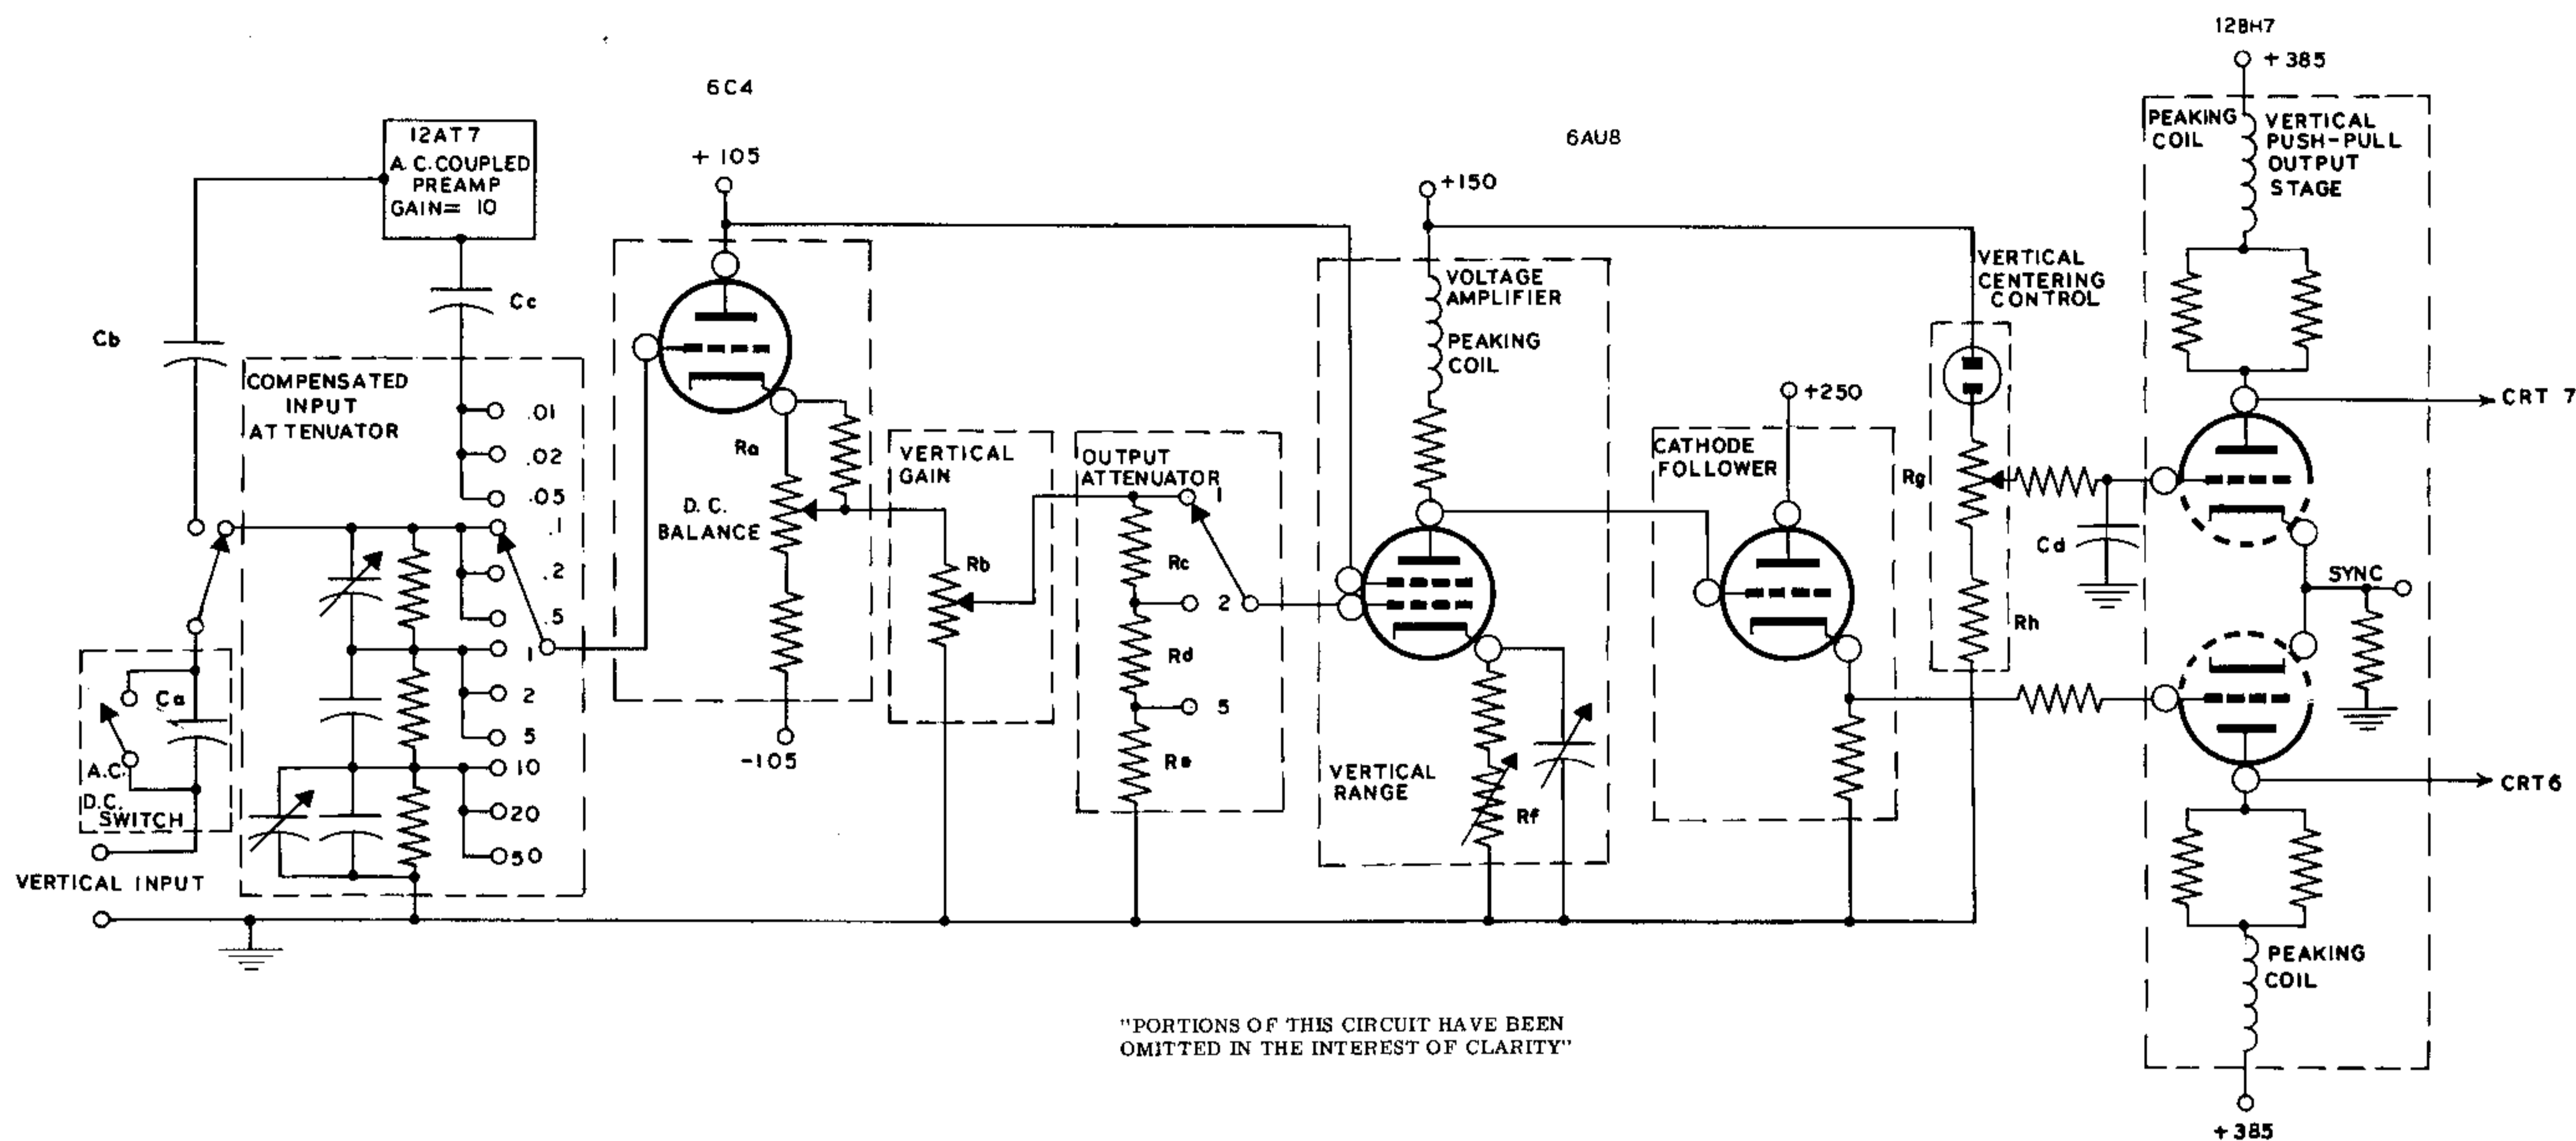 12BH7
+ 385
6C4
12AT7
A.C. COUPLED
PREAMP
GAIN= 10
+ 105
6AU8
+150
PEAKING
COIL
VERTICAL
PUSH-PULL
OUTPUT
STAGE
Cb
Cc
COMPENSATED
INPUT
ATTENUATOR
.01
.02
.05
.1
.2
.5
1
2
5
10
20
50
Ca
A.C.
D.C.
SWITCH
VERTICAL INPUT
Ra
D. C.
BALANCE
-105
VERTICAL
GAIN
Rb
OUTPUT
ATTENUATOR
1
Rc
2
Rd
5
Re
VOLTAGE
AMPLIFIER
PEAKING
COIL
VERTICAL
RANGE
Rf
+250
CATHODE
FOLLOWER
VERTICAL
CENTERING
CONTROL
Rg
Rh
Cd
CRT 7
SYNC
CRT6
PEAKING
COIL
+385
"PORTIONS OF THIS CIRCUIT HAVE BEEN
OMITTED IN THE INTEREST OF CLARITY"